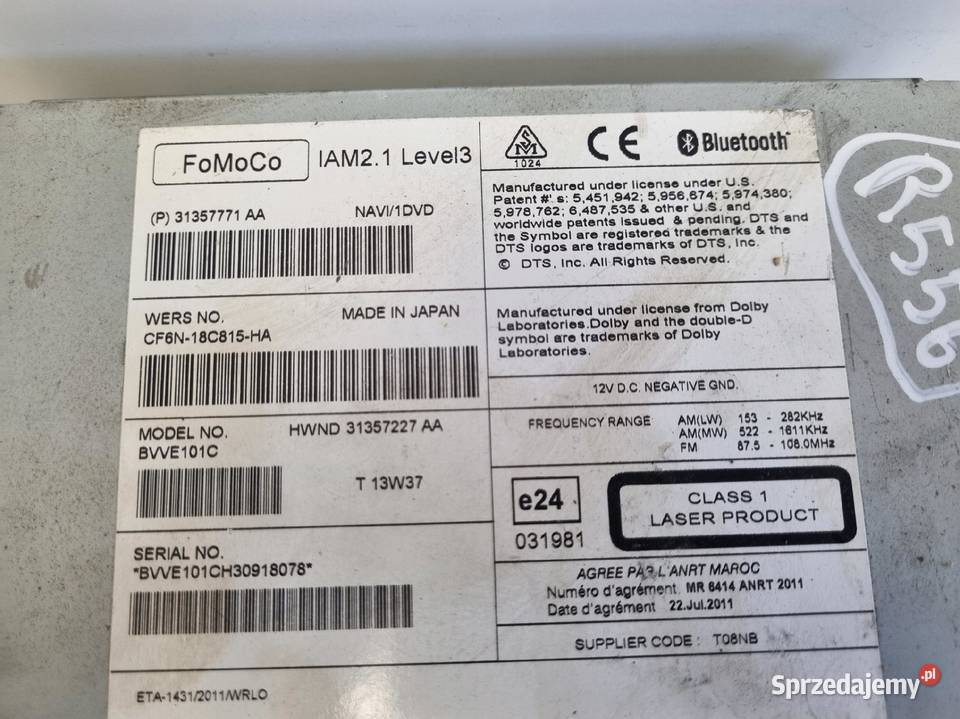 FoMoCo
IAM2.1 Level3
(P) 31357771 AA
NAVI/1DVD
WERS NO.
MADE IN JAPAN
CF6N-18C815-HA
MODEL NO.
HWND 31357227 AA
BVVE101C
T 13W37
SERIAL NO.
*BVVE101CH30918078*
ETA-1431/2011/WRLO
SM
1024
CE
Bluetooth
Manufactured under license under U.S.
Patent #'s: 5,451,942; 5,956,674; 5,974,380;
5,978,762; 6,487,535 & other U.S. and
worldwide patents issued & pending. DTS and
the Symbol are registered trademarks & the
DTS logos are trademarks of DTS, Inc.
© DTS, Inc. All Rights Reserved.
Manufactured under license from Dolby
Laboratories.Dolby and the double-D
symbol are trademarks of Dolby
Laboratories.
12V D.C. NEGATIVE GND.
FREQUENCY RANGE
AM(LW) 153 - 282KHz
AM(MW) 522 - 1611KHz
FM 87.5 - 108.0MHz
e24
031981
CLASS 1
LASER PRODUCT
AGREE PAR L'ANRT MAROC
Numéro d'agrément. MR 6414 ANRT 2011
Date d'agrément 22.Jul.2011
SUPPLIER CODE : T08NB
R556
Sprzedajemy.pl